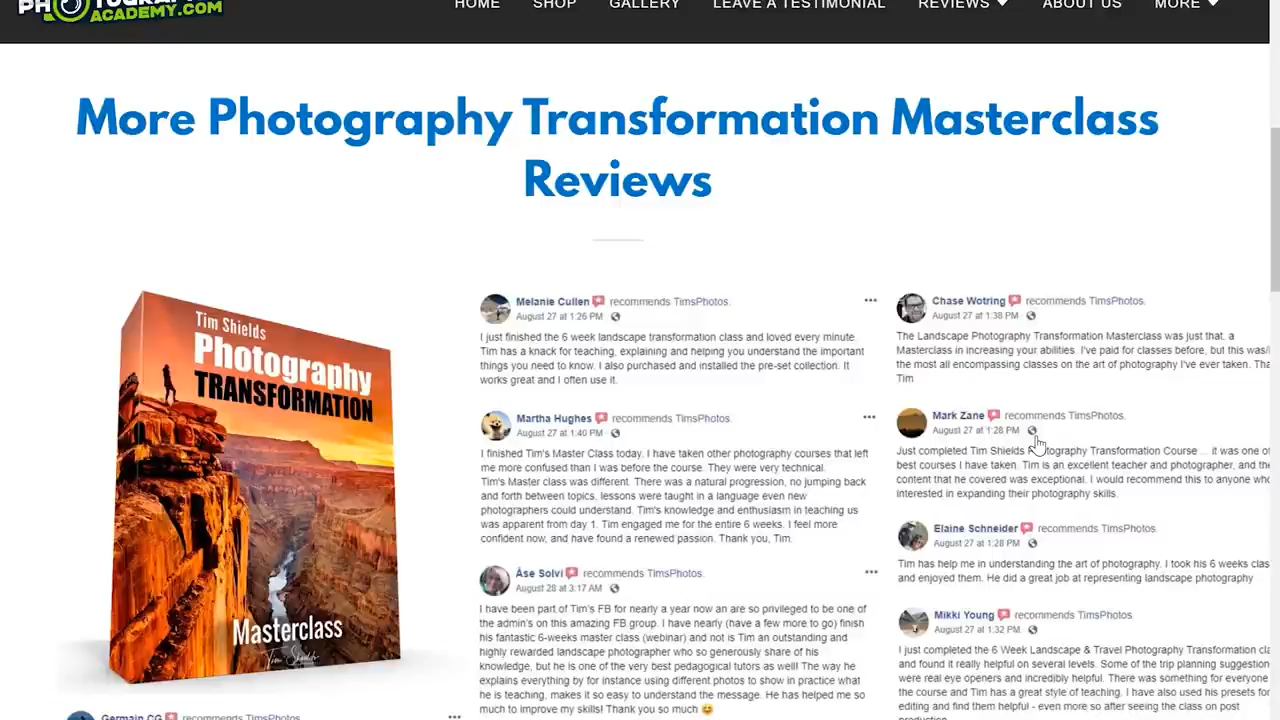 PHOTOGRAPHY
ACADEMY.COM
HOME SHOP GALLERY LEAVE A TESTIMONIAL REVIEWS ABOUT US MORE
More Photography Transformation Masterclass
Reviews
Tim Shields
Photography
TRANSFORMATION
Masterclass
Tim Shields
Germain CG recommends TimsPhotos.
Melanie Cullen recommends TimsPhotos.
August 27 at 1:26 PM
I just finished the 6 week landscape transformation class and loved every minute.
Tim has a knack for teaching, explaining and helping you understand the important
things you need to know. I also purchased and installed the pre-set collection. It
works great and I often use it.
Martha Hughes recommends TimsPhotos.
August 27 at 1:40 PM
I finished Tim's Master Class today. I have taken other photography courses that left
me more confused than I was before the course. They were very technical.
Tim's Master class was different. There was a natural progression, no jumping back
and forth between topics, lessons were taught in a language even new
photographers could understand. Tim's knowledge and enthusiasm in teaching us
was apparent from day 1. Tim engaged me for the entire 6 weeks. I feel more
confident now, and have found a renewed passion. Thank you, Tim.
Åse Solvi recommends TimsPhotos.
August 28 at 3:17 AM
I have been part of Tim's FB for nearly a year now an are so privileged to be one of
the admin's on this amazing FB group. I have nearly (have a few more to go) finish
his fantastic 6-weeks master class (webinar) and not is Tim an outstanding and
highly rewarded landscape photographer who so generously share of his
knowledge, but he is one of the very best pedagogical tutors as well! The way he
explains everything by for instance using different photos to show in practice what
he is teaching, makes it so easy to understand the message. He has helped me so
much to improve my skills! Thank you so much 😅
Chase Wotring recommends TimsPhotos.
August 27 at 1:38 PM
The Landscape Photography Transformation Masterclass was just that, a
Masterclass in increasing your abilities. I've paid for classes before, but this was/
the most all encompassing classes on the art of photography I've ever taken. Tha
Tim
Mark Zane recommends TimsPhotos.
August 27 at 1:28 PM
Just completed Tim Shields Photography Transformation Course ... it was one of
best courses I have taken. Tim is an excellent teacher and photographer, and the
content that he covered was exceptional. I would recommend this to anyone who
interested in expanding their photography skills.
Elaine Schneider recommends TimsPhotos.
August 27 at 1:28 PM
Tim has help me in understanding the art of photography. I took his 6 weeks clas
and enjoyed them. He did a great job at representing landscape photography
Mikki Young recommends TimsPhotos
August 27 at 1:32 PM
I just completed the 6 Week Landscape & Travel Photography Transformation cla
and found it really helpful on several levels. Some of the trip planning suggestion
were real eye openers and incredibly helpful. There was something for everyone
the course and Tim has a great style of teaching. I have also used his presets for
editing and find them helpful - even more so after seeing the class on post
production